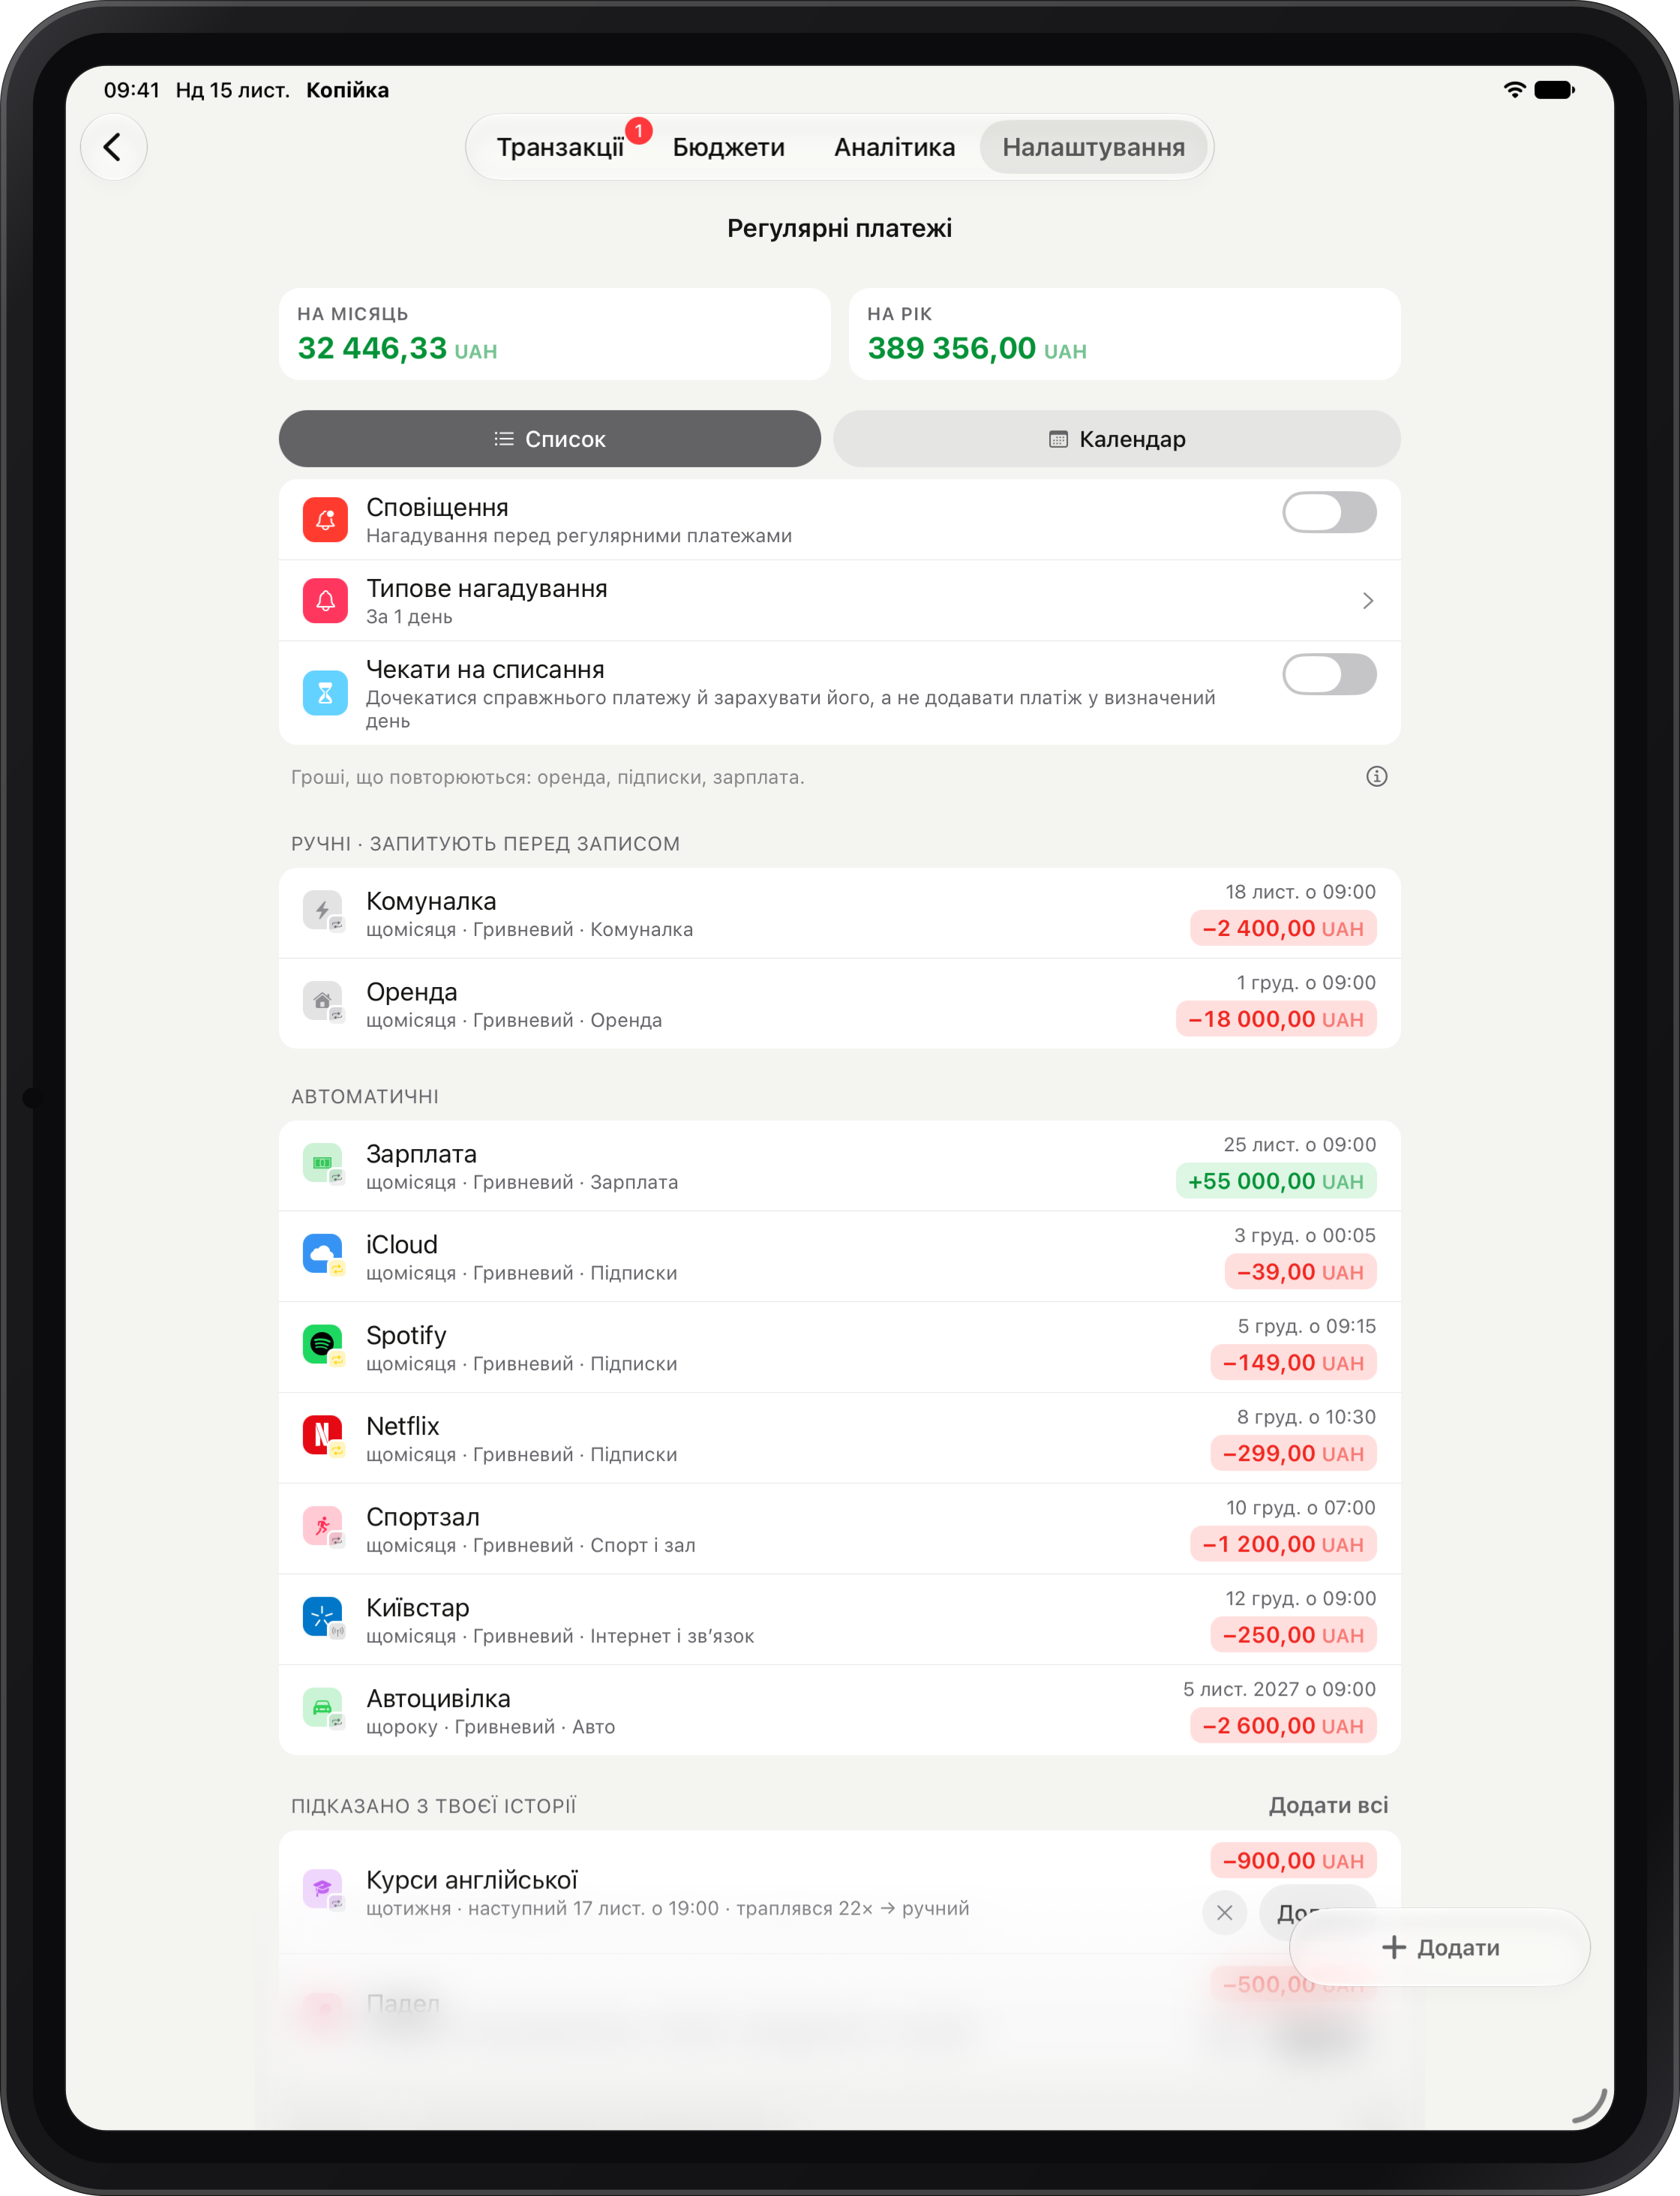 09:41 Нд 15 лист. Копійка
Транзакції 1 Бюджети Аналітика Налаштування
Регулярні платежі
НА МІСЯЦЬ
32 446,33 UAH
НА РІК
389 356,00 UAH
Список
Календар
Сповіщення
Нагадування перед регулярними платежами
Типове нагадування
За 1 день
Чекати на списання
Дочекатися справжнього платежу й зарахувати його, а не додавати платіж у визначений
день
Гроші, що повторюються: оренда, підписки, зарплата.
РУЧНІ · ЗАПИТУЮТЬ ПЕРЕД ЗАПИСОМ
Комуналка
щомісяця · Гривневий · Комуналка
18 лист. о 09:00
−2 400,00 UAH
Оренда
щомісяця · Гривневий · Оренда
1 груд. о 09:00
−18 000,00 UAH
АВТОМАТИЧНІ
Зарплата
щомісяця · Гривневий · Зарплата
25 лист. о 09:00
+55 000,00 UAH
iCloud
щомісяця · Гривневий · Підписки
3 груд. о 00:05
−39,00 UAH
Spotify
щомісяця · Гривневий · Підписки
5 груд. о 09:15
−149,00 UAH
Netflix
щомісяця · Гривневий · Підписки
8 груд. о 10:30
−299,00 UAH
Спортзал
щомісяця · Гривневий · Спорт і зал
10 груд. о 07:00
−1 200,00 UAH
Київстар
щомісяця · Гривневий · Інтернет і зв’язок
12 груд. о 09:00
−250,00 UAH
Автоцивілка
щороку · Гривневий · Авто
5 лист. 2027 о 09:00
−2 600,00 UAH
ПІДКАЗАНО З ТВОЄЇ ІСТОРІЇ
Додати всі
Курси англійської
щотижня · наступний 17 лист. о 19:00 · траплявся 22× → ручний
−900,00 UAH
Додати
Падел
−500,00 UAH